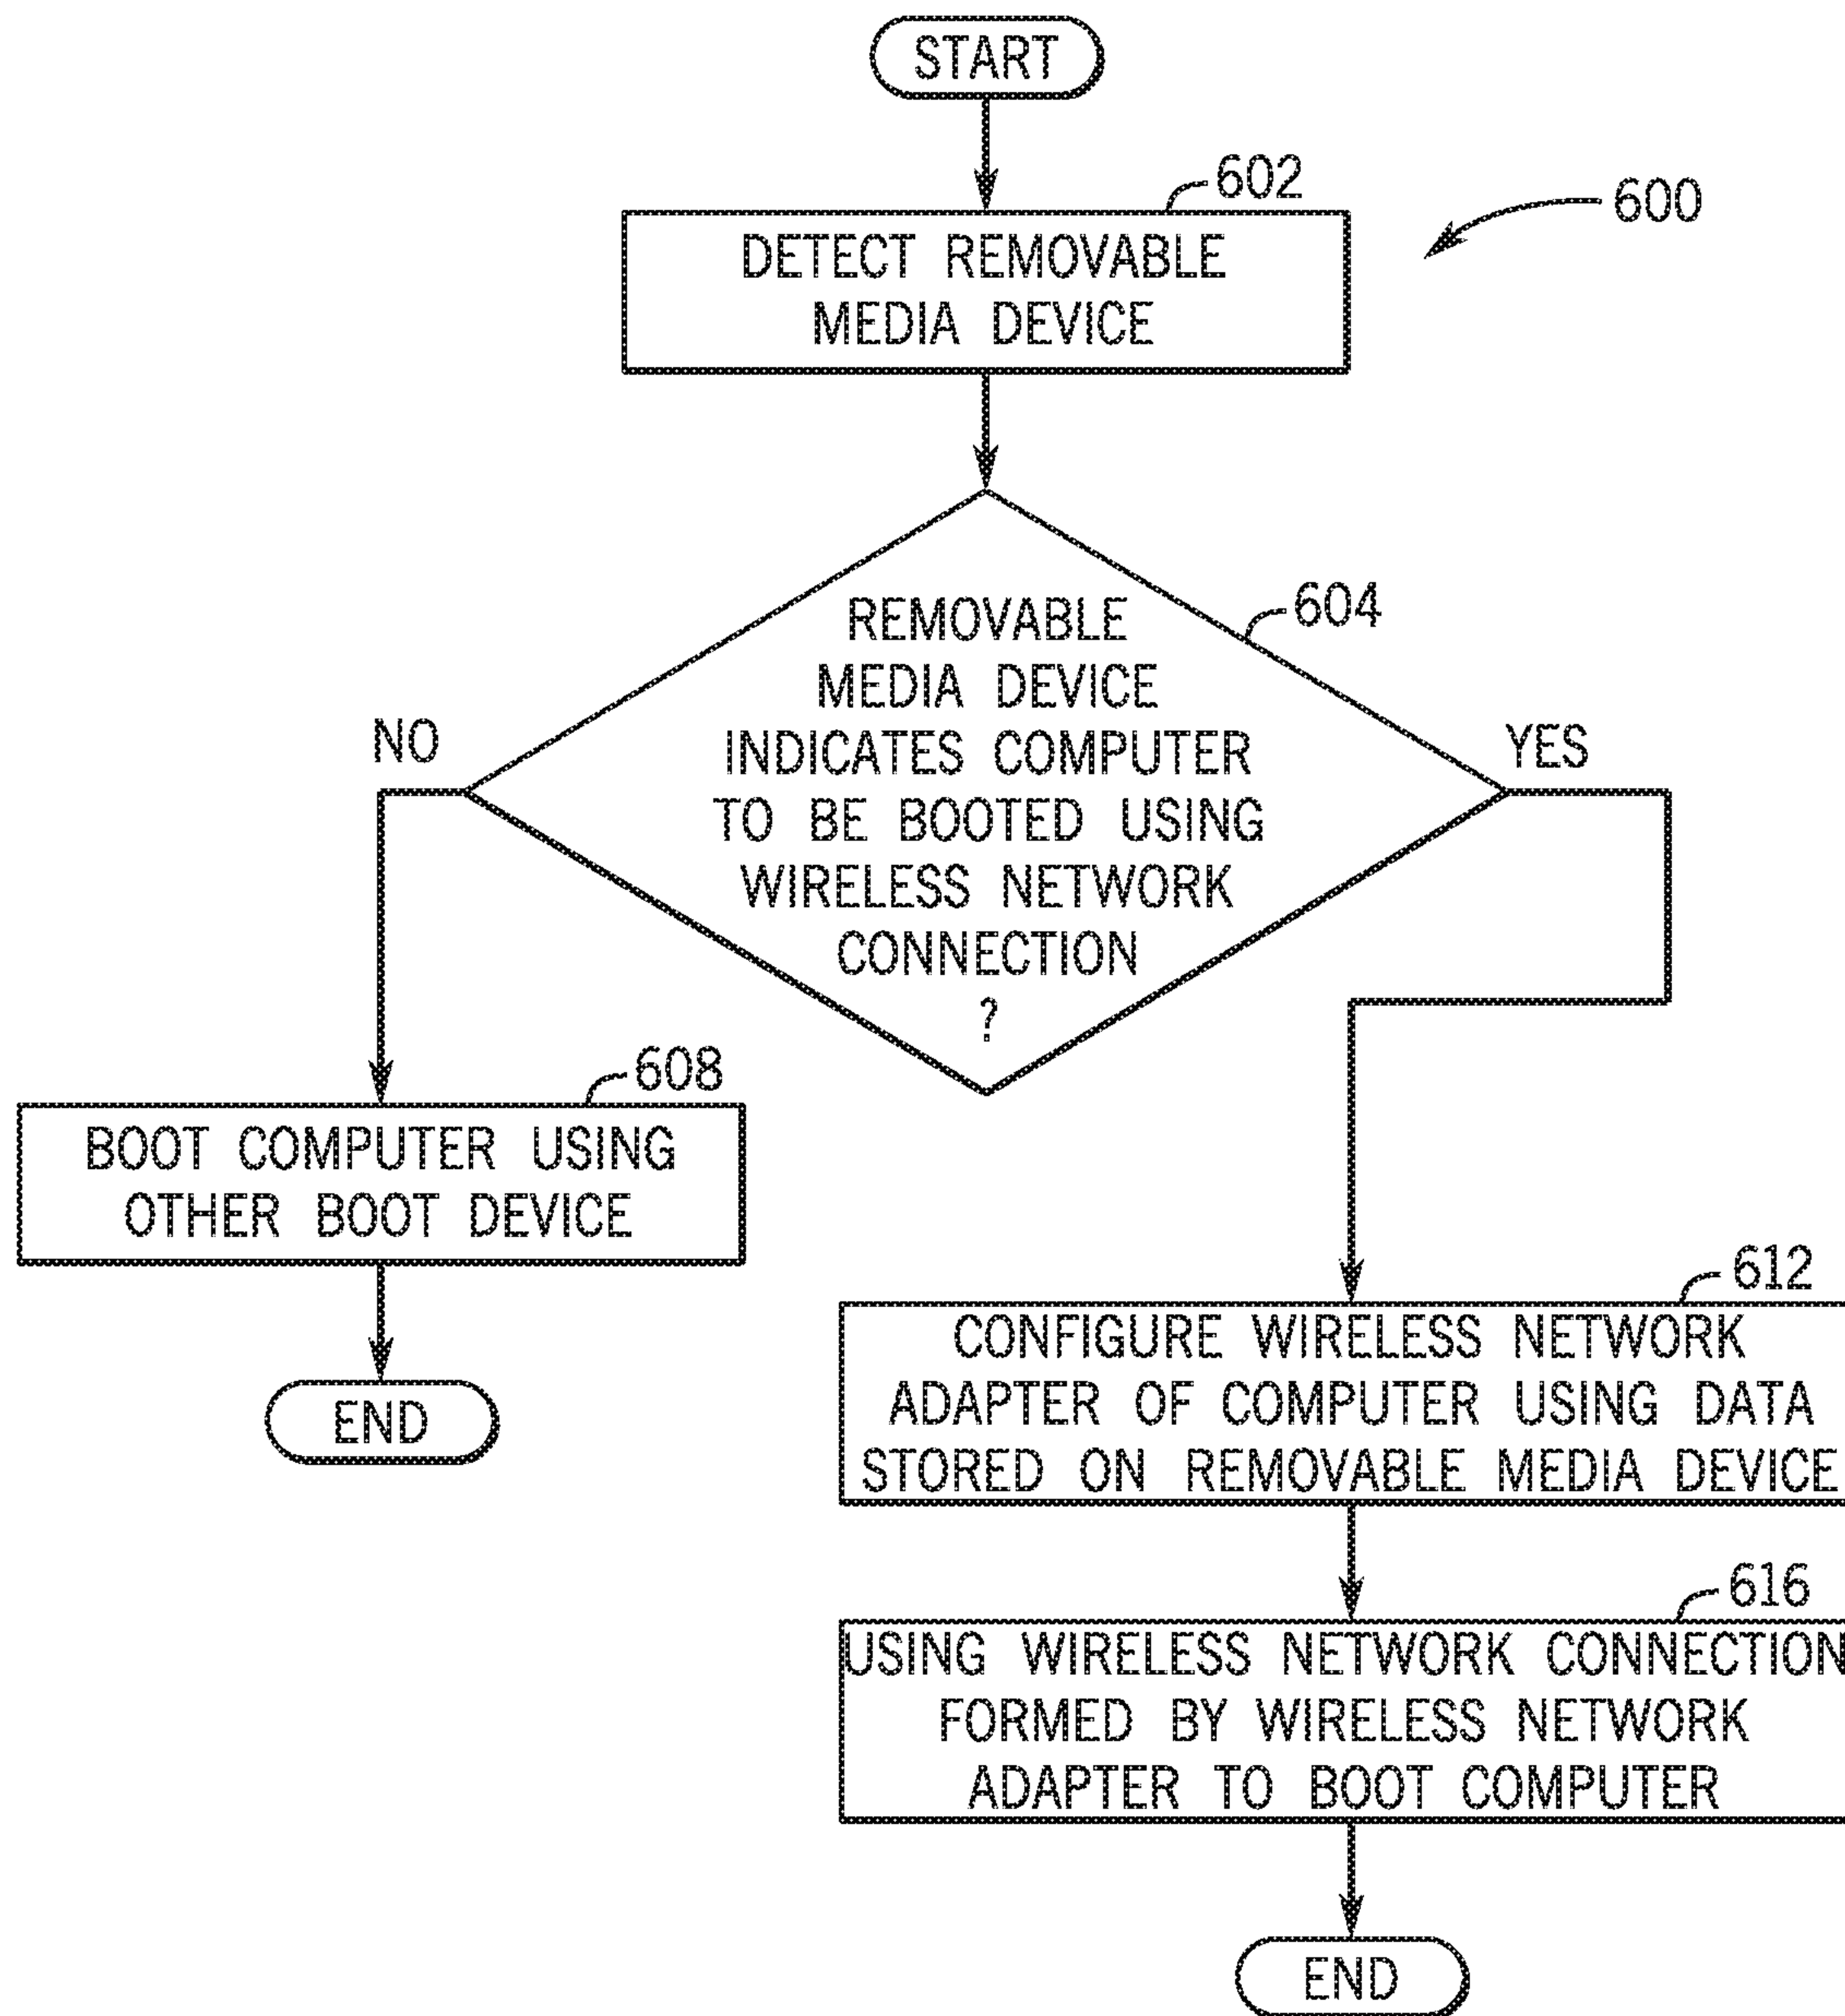 START
602
600
DETECT REMOVABLE
MEDIA DEVICE
604
REMOVABLE
MEDIA DEVICE
INDICATES COMPUTER
TO BE BOOTED USING
WIRELESS NETWORK
CONNECTION
?
NO
YES
608
BOOT COMPUTER USING
OTHER BOOT DEVICE
END
612
CONFIGURE WIRELESS NETWORK
ADAPTER OF COMPUTER USING DATA
STORED ON REMOVABLE MEDIA DEVICE
616
USING WIRELESS NETWORK CONNECTION
FORMED BY WIRELESS NETWORK
ADAPTER TO BOOT COMPUTER
END